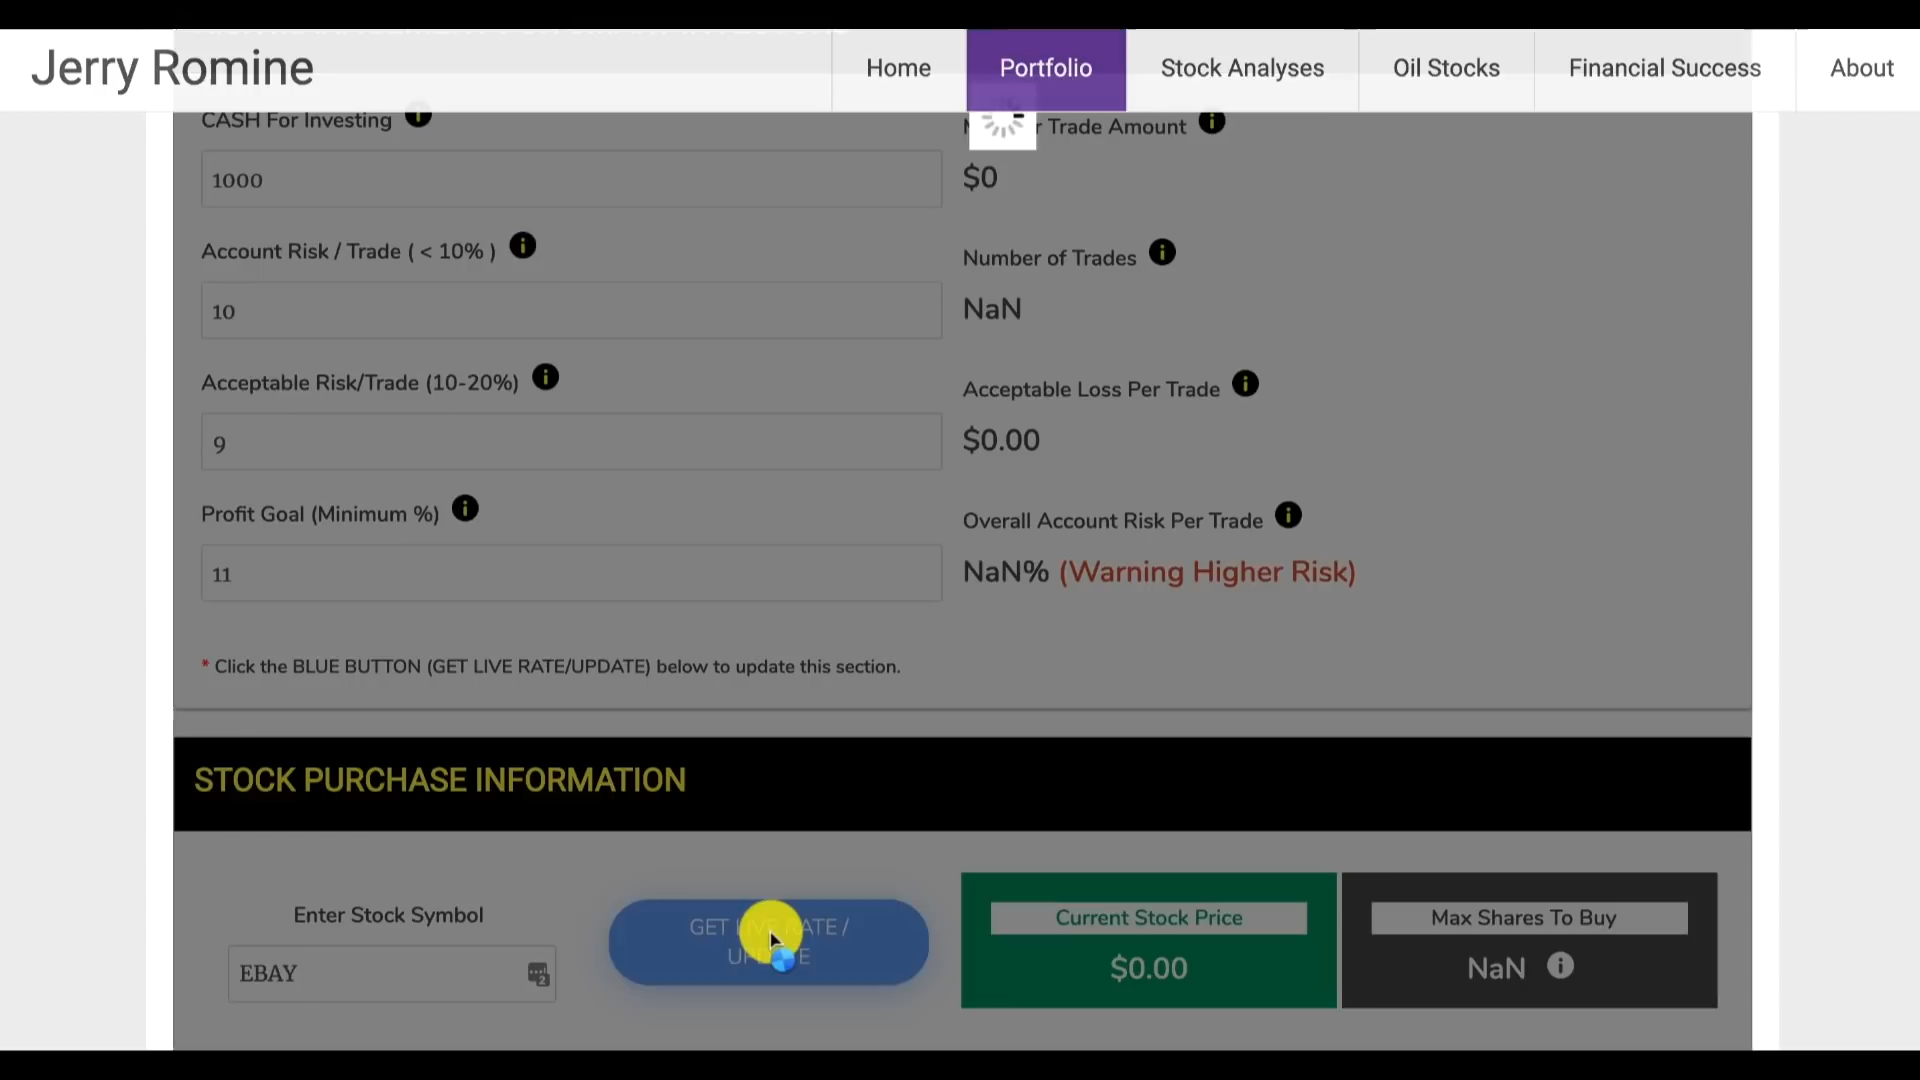 Jerry Romine
Home
Portfolio
Stock Analyses
Oil Stocks
Financial Success
About
CASH For Investing
1000
Account Risk / Trade ( < 10% )
10
Acceptable Risk/Trade (10-20%)
9
Profit Goal (Minimum %)
11
Trade Amount
$0
Number of Trades
NaN
Acceptable Loss Per Trade
$0.00
Overall Account Risk Per Trade
NaN% (Warning Higher Risk)
* Click the BLUE BUTTON (GET LIVE RATE/UPDATE) below to update this section.
STOCK PURCHASE INFORMATION
Enter Stock Symbol
EBAY
GET LIVE RATE /
UPDATE
Current Stock Price
$0.00
Max Shares To Buy
NaN